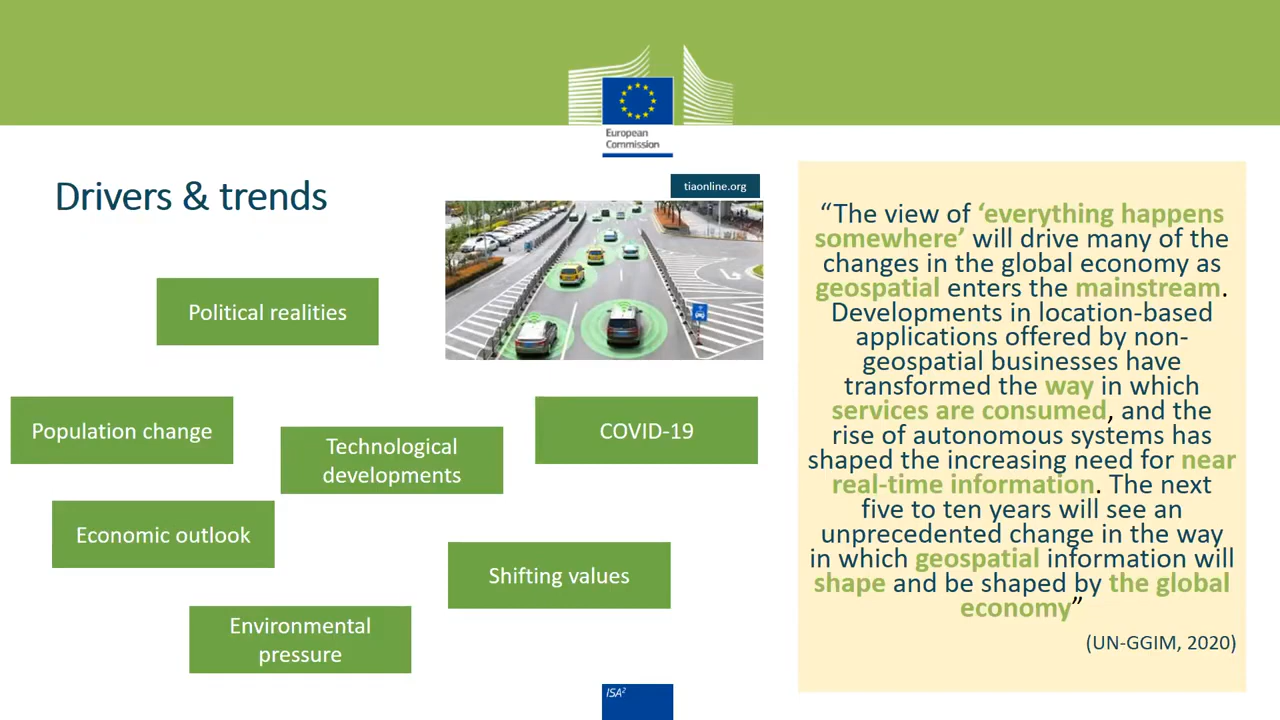 European
Commission
Drivers & trends
tiaonline.org
Political realities
Population change
Technological
developments
COVID-19
Economic outlook
Shifting values
Environmental
pressure
“The view of ‘everything happens
somewhere’ will drive many of the
changes in the global economy as
geospatial enters the mainstream.
Developments in location-based
applications offered by non-
geospatial businesses have
transformed the way in which
services are consumed, and the
rise of autonomous systems has
shaped the increasing need for near
real-time information. The next
five to ten years will see an
unprecedented change in the way
in which geospatial information will
shape and be shaped by the global
economy”
(UN-GGIM, 2020)
ISA²